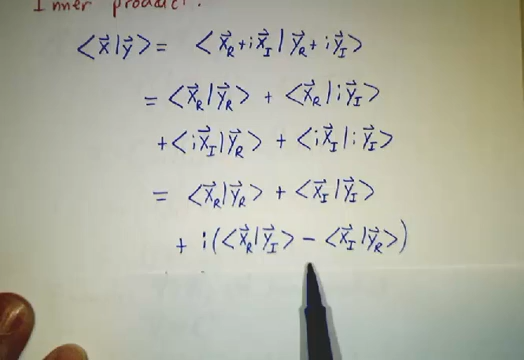 Inner product.
⟨x⃗|y⃗⟩ = ⟨x⃗_R + i x⃗_I | y⃗_R + i y⃗_I⟩
= ⟨x⃗_R|y⃗_R⟩ + ⟨x⃗_R|i y⃗_I⟩
+ ⟨i x⃗_I|y⃗_R⟩ + ⟨i x⃗_I|i y⃗_I⟩
= ⟨x⃗_R|y⃗_R⟩ + ⟨x⃗_I|y⃗_I⟩
+ i(⟨x⃗_R|y⃗_I⟩ − ⟨x⃗_I|y⃗_R⟩)